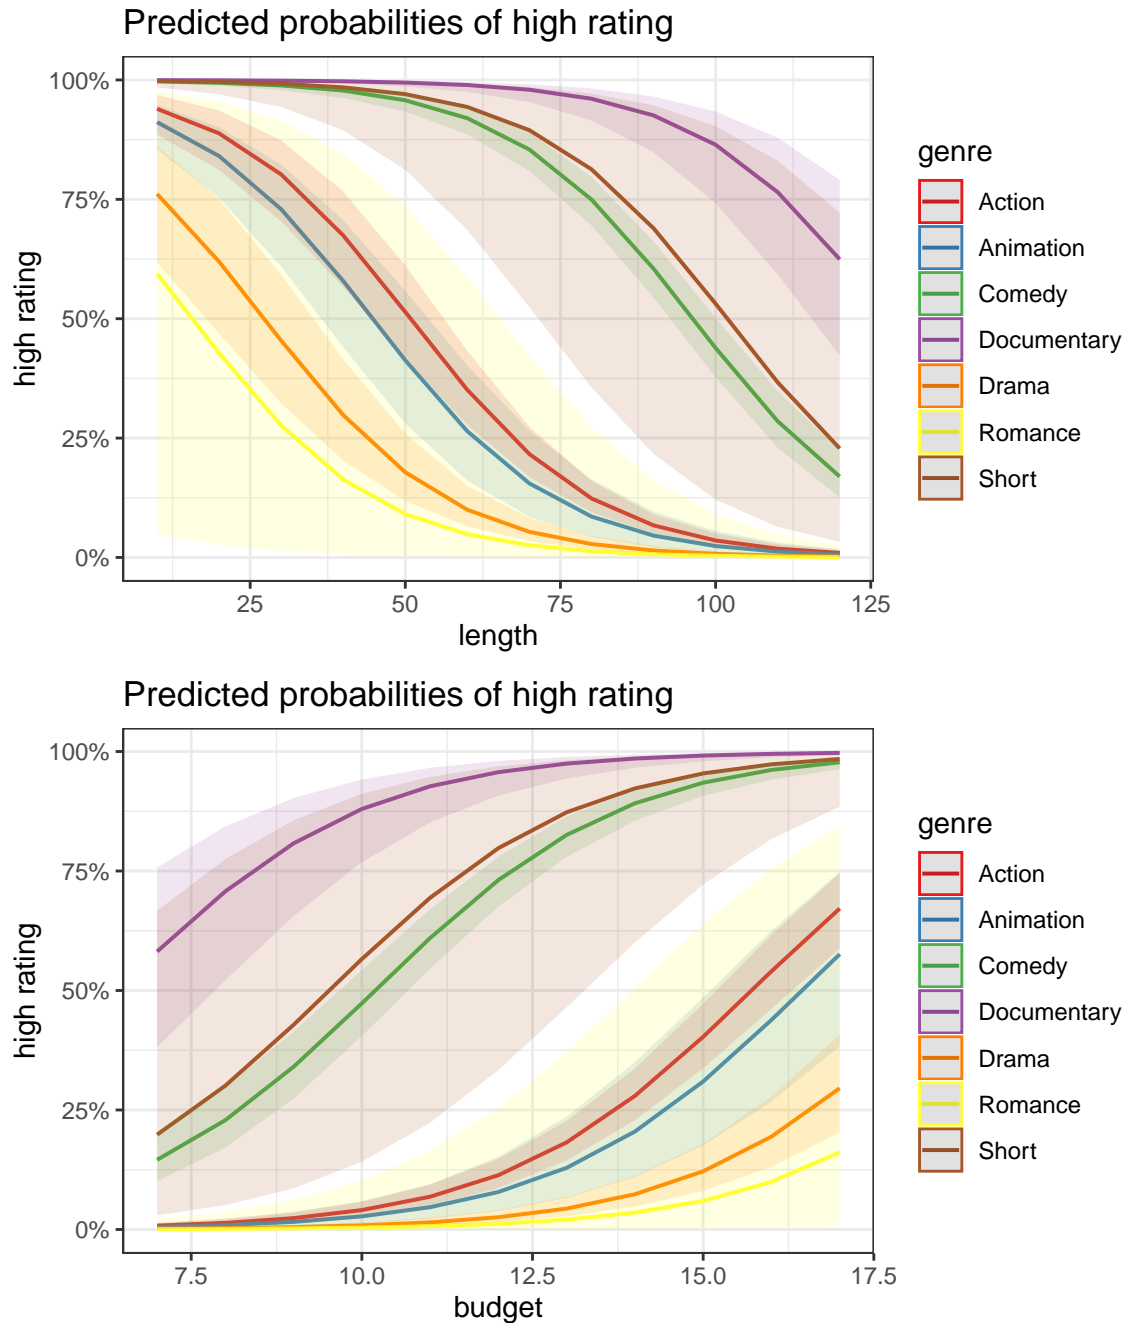 Predicted probabilities of high rating
high rating
100%
75%
50%
25%
0%
25
50
75
100
125
length
genre
Action
Animation
Comedy
Documentary
Drama
Romance
Short
Predicted probabilities of high rating
high rating
100%
75%
50%
25%
0%
7.5
10.0
12.5
15.0
17.5
budget
genre
Action
Animation
Comedy
Documentary
Drama
Romance
Short